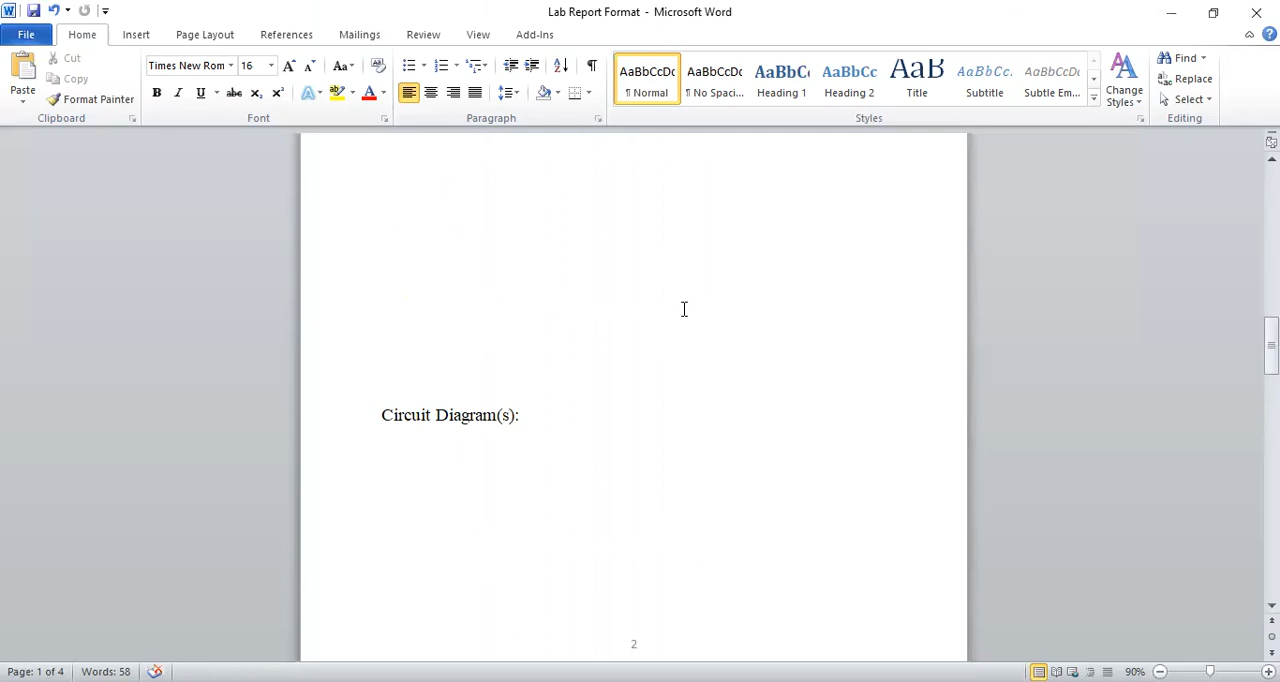 Lab Report Format - Microsoft Word
File Home Insert Page Layout References Mailings Review View Add-Ins
Paste
Cut
Copy
Format Painter
Clipboard
Times New Rom 16
Font
Paragraph
AaBbCcDc AaBbCcDc AaBbC AaBbCc AaB AaBbCc. AaBbCcDc
¶ Normal ¶ No Spaci... Heading 1 Heading 2 Title Subtitle Subtle Em...
Change
Styles
Styles
Find
Replace
Select
Editing
Circuit Diagram(s):
2
Page: 1 of 4 Words: 58 90%